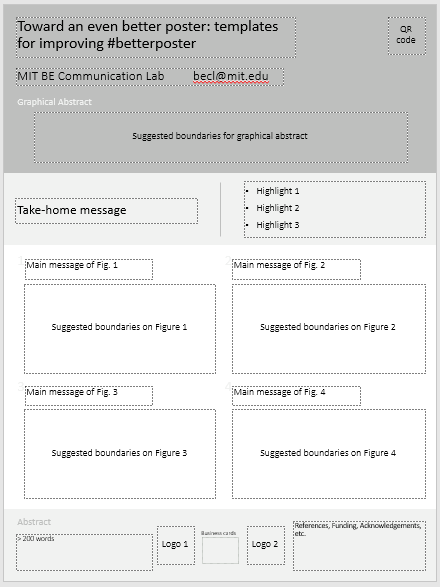 Toward an even better poster: templates
for improving #betterposter
QR
code
MIT BE Communication Lab becl@mit.edu
Graphical Abstract
Suggested boundaries for graphical abstract
Take-home message
• Highlight 1
• Highlight 2
• Highlight 3
Main message of Fig. 1
Main message of Fig. 2
Suggested boundaries on Figure 1
Suggested boundaries on Figure 2
Main message of Fig. 3
Main message of Fig. 4
Suggested boundaries on Figure 3
Suggested boundaries on Figure 4
Abstract
> 200 words
Logo 1
Business cards
Logo 2
References, Funding, Acknowledgements,
etc.